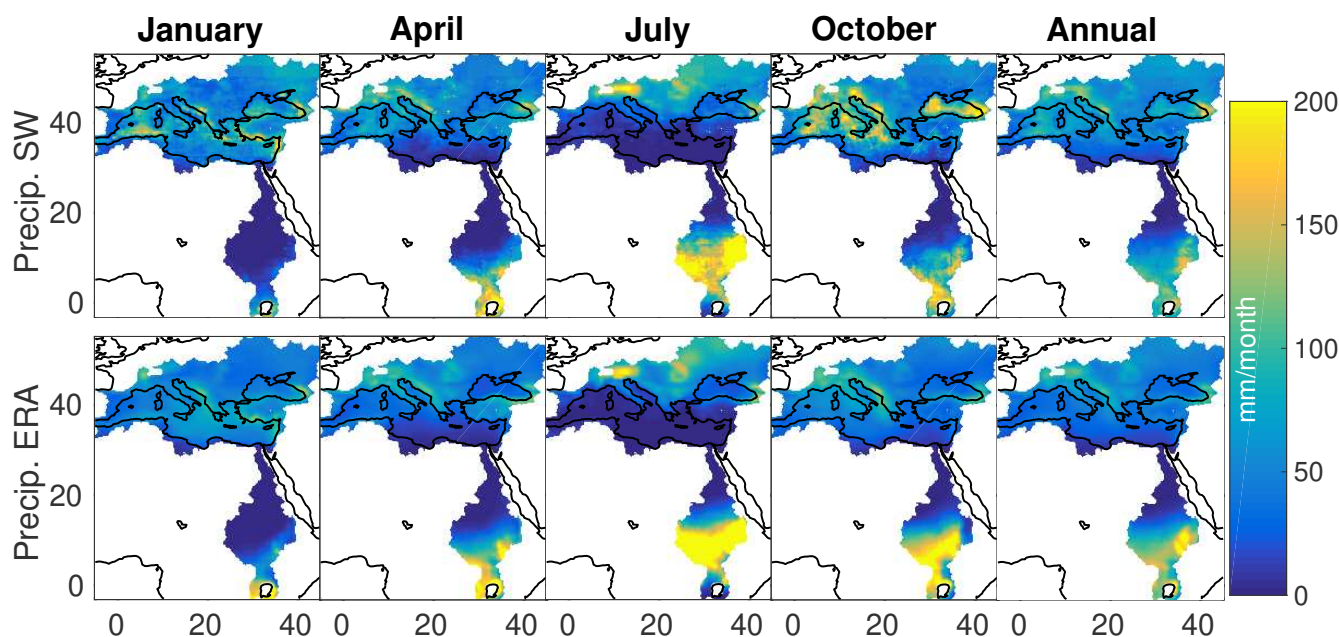 January April July October Annual
Precip. SW
40
20
0
Precip. ERA
40
20
0
0 20 40 0 20 40 0 20 40 0 20 40 0 20 40
200
150
100
50
0
mm/month